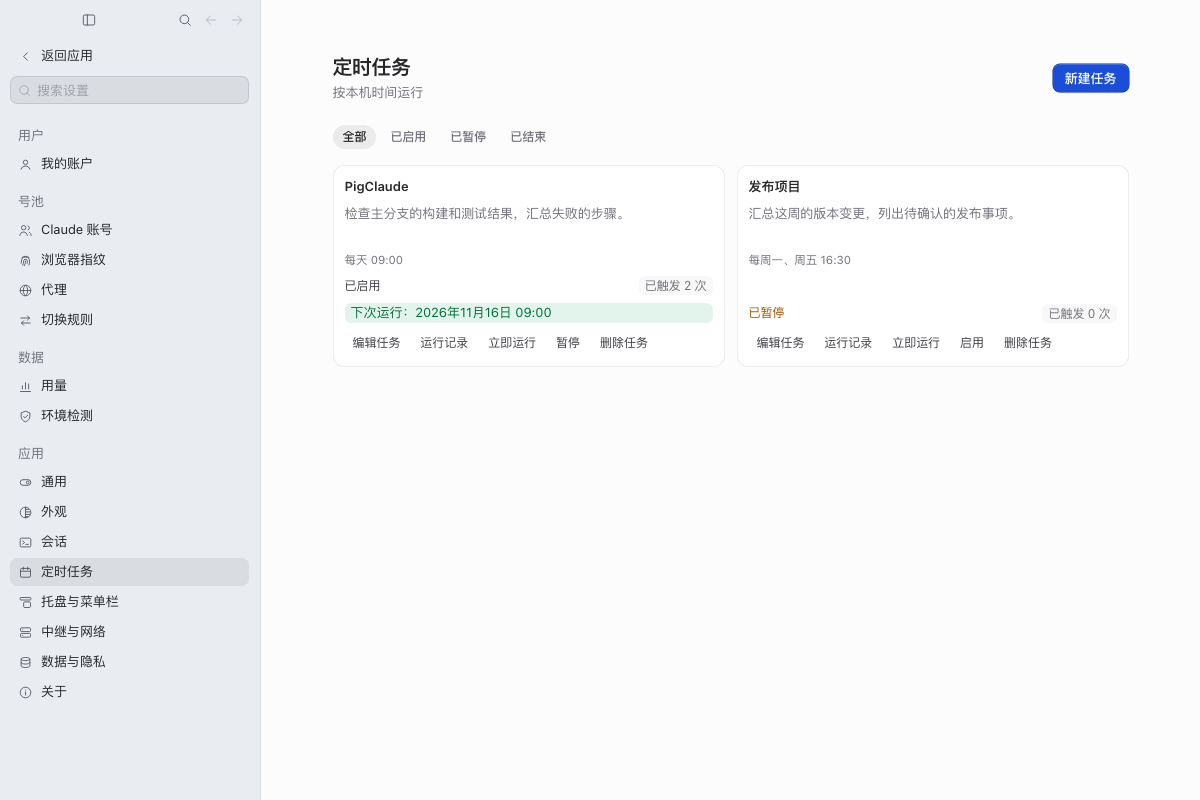 返回应用
搜索设置
用户
我的账户
号池
Claude 账号
浏览器指纹
代理
切换规则
数据
用量
环境检测
应用
通用
外观
会话
定时任务
托盘与菜单栏
中继与网络
数据与隐私
关于
定时任务
按本机时间运行
新建任务
全部 已启用 已暂停 已结束
PigClaude
检查主分支的构建和测试结果，汇总失败的步骤。
每天 09:00
已启用 已触发 2 次
下次运行：2026年11月16日 09:00
编辑任务 运行记录 立即运行 暂停 删除任务
发布项目
汇总这周的版本变更，列出待确认的发布事项。
每周一、周五 16:30
已暂停 已触发 0 次
编辑任务 运行记录 立即运行 启用 删除任务